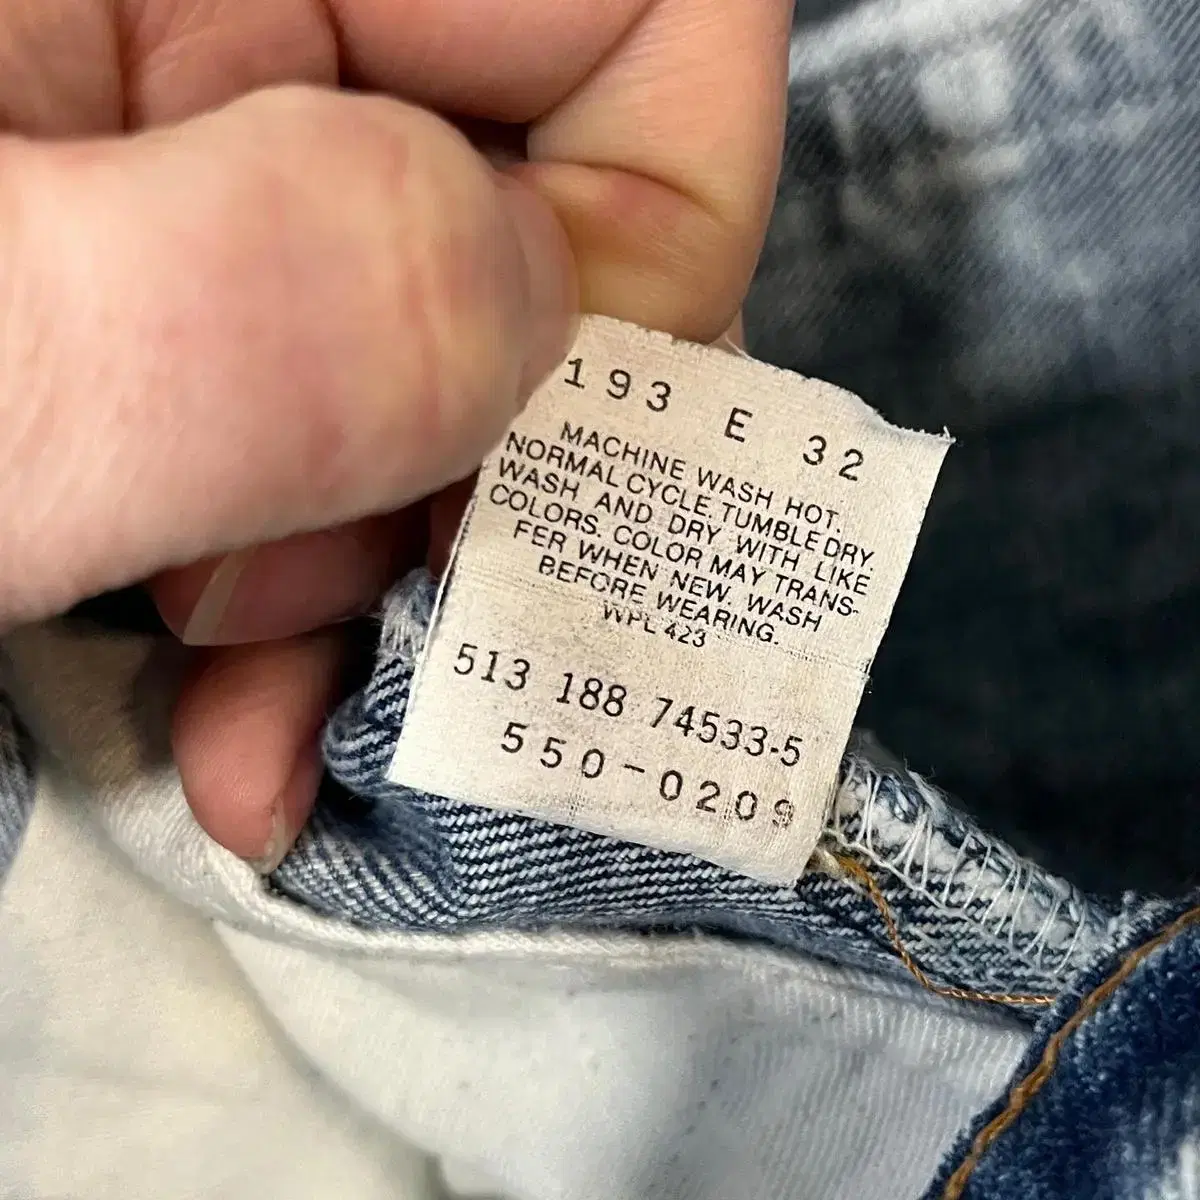 193 E 32
MACHINE WASH HOT.
NORMAL CYCLE. TUMBLE DRY.
WASH AND DRY WITH LIKE
COLORS. COLOR MAY TRANS-
FER WHEN NEW. WASH
BEFORE WEARING.
WPL 423
513 188 74533-5
550-0209